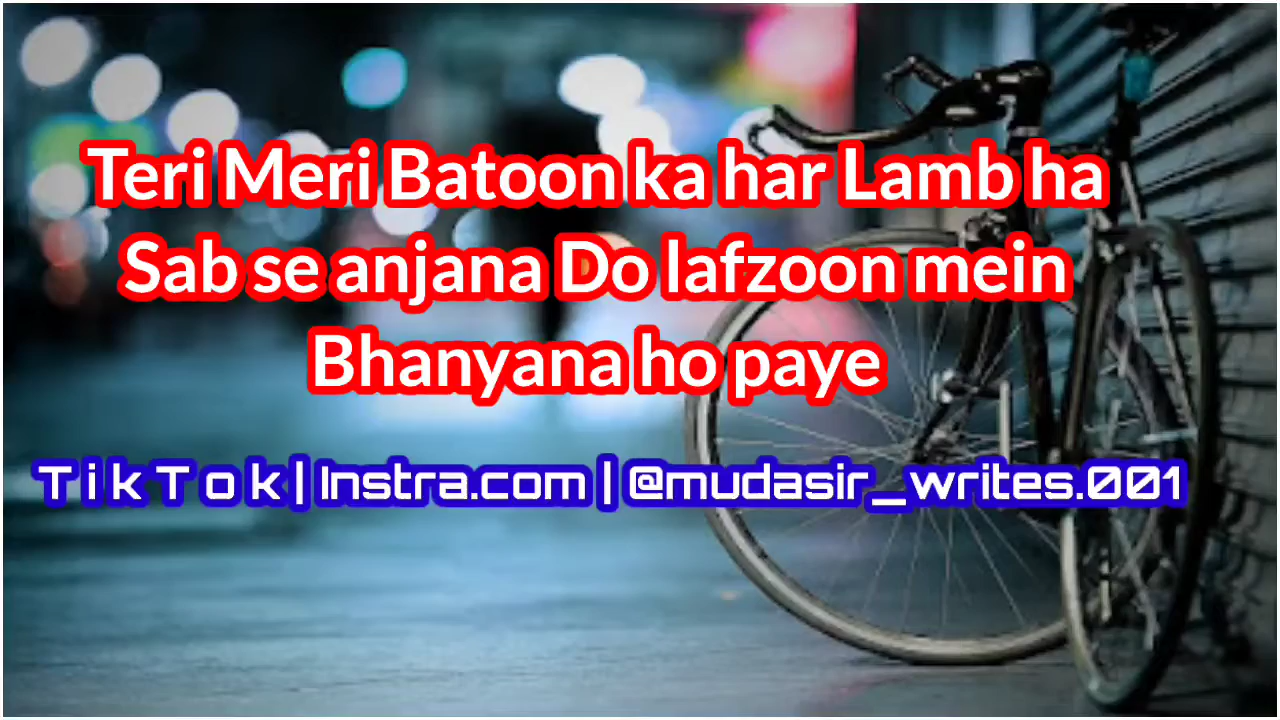 Teri Meri Batoon ka har Lamb ha
Sab se anjana Do lafzoon mein
Bhanyana ho paye
TikTok | Instra.com | @mudasir_writes.001